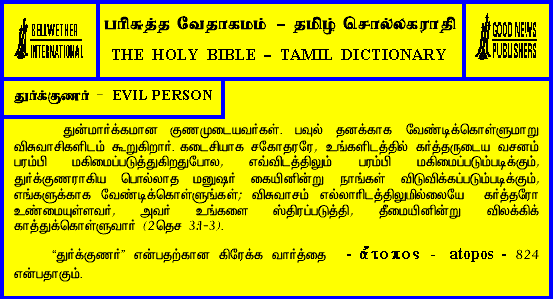 BELLWETHER
INTERNATIONAL
பரிசுத்த வேதாகமம் – தமிழ் சொல்லகராதி
THE HOLY BIBLE – TAMIL DICTIONARY
GOOD NEWS
PUBLISHERS
துர்க்குணர் - EVIL PERSON
துன்மார்க்கமான குணமுடையவர்கள். பவுல் தனக்காக வேண்டிக்கொள்ளுமாறு
விசுவாசிகளிடம் கூறுகிறார். கடைசியாக சகோதரரே, உங்களிடத்தில் கர்த்தருடைய வசனம்
பரம்பி மகிமைப்படுத்துகிறதுபோல, எவ்விடத்திலும் பரம்பி மகிமைப்படும்படிக்கும்,
துர்க்குணராகிய பொல்லாத மனுஷர் கையினின்று நாங்கள் விடுவிக்கப்படும்படிக்கும்,
எங்களுக்காக வேண்டிக்கொள்ளுங்கள்; விசுவாசம் எல்லாரிடத்திலுமில்லையே கர்த்தரோ
உண்மையுள்ளவர், அவர் உங்களை ஸ்திரப்படுத்தி, தீமையினின்று விலக்கிக்
காத்துக்கொள்ளுவார் (2தெச 3:1-3).
“துர்க்குணர்” என்பதற்கான கிரேக்க வார்த்தை - ἄτοπος - atopos - 824
என்பதாகும்.